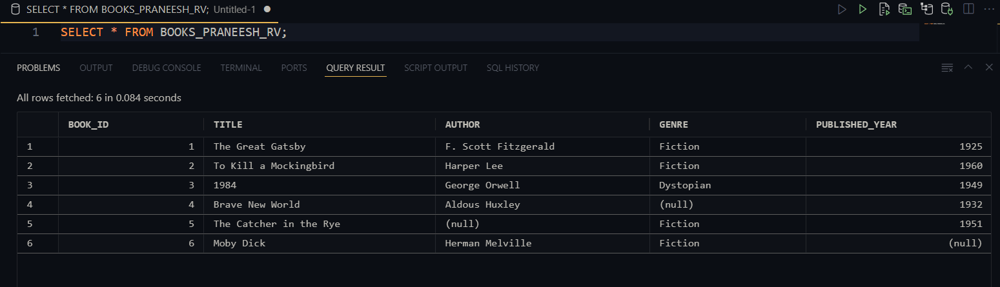 SELECT * FROM BOOKS_PRANEESH_RV; Untitled-1
1 SELECT * FROM BOOKS_PRANEESH_RV;
PROBLEMS OUTPUT DEBUG CONSOLE TERMINAL PORTS QUERY RESULT SCRIPT OUTPUT SQL HISTORY
All rows fetched: 6 in 0.084 seconds
BOOK_ID TITLE AUTHOR GENRE PUBLISHED_YEAR
1 1 The Great Gatsby F. Scott Fitzgerald Fiction 1925
2 2 To Kill a Mockingbird Harper Lee Fiction 1960
3 3 1984 George Orwell Dystopian 1949
4 4 Brave New World Aldous Huxley (null) 1932
5 5 The Catcher in the Rye (null) Fiction 1951
6 6 Moby Dick Herman Melville Fiction (null)